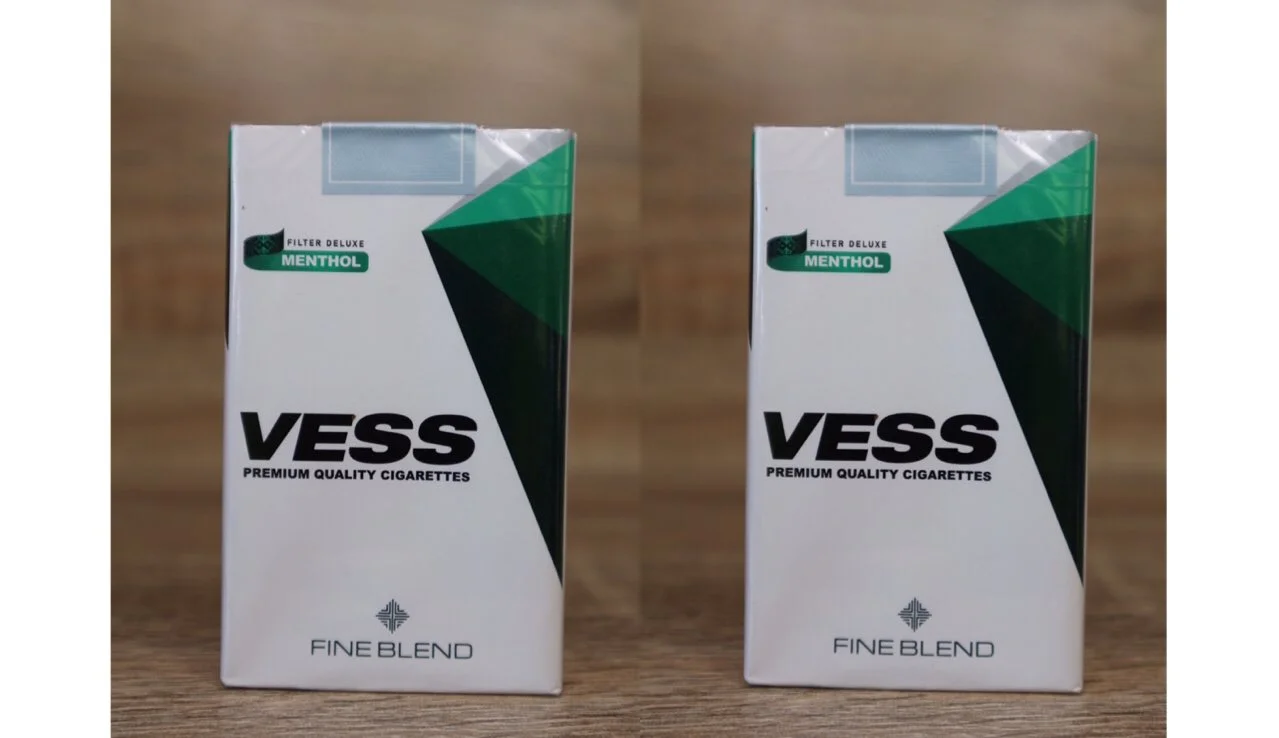 FILTER DELUXE
MENTHOL
VESS
PREMIUM QUALITY CIGARETTES
FINE BLEND
FILTER DELUXE
MENTHOL
VESS
PREMIUM QUALITY CIGARETTES
FINE BLEND